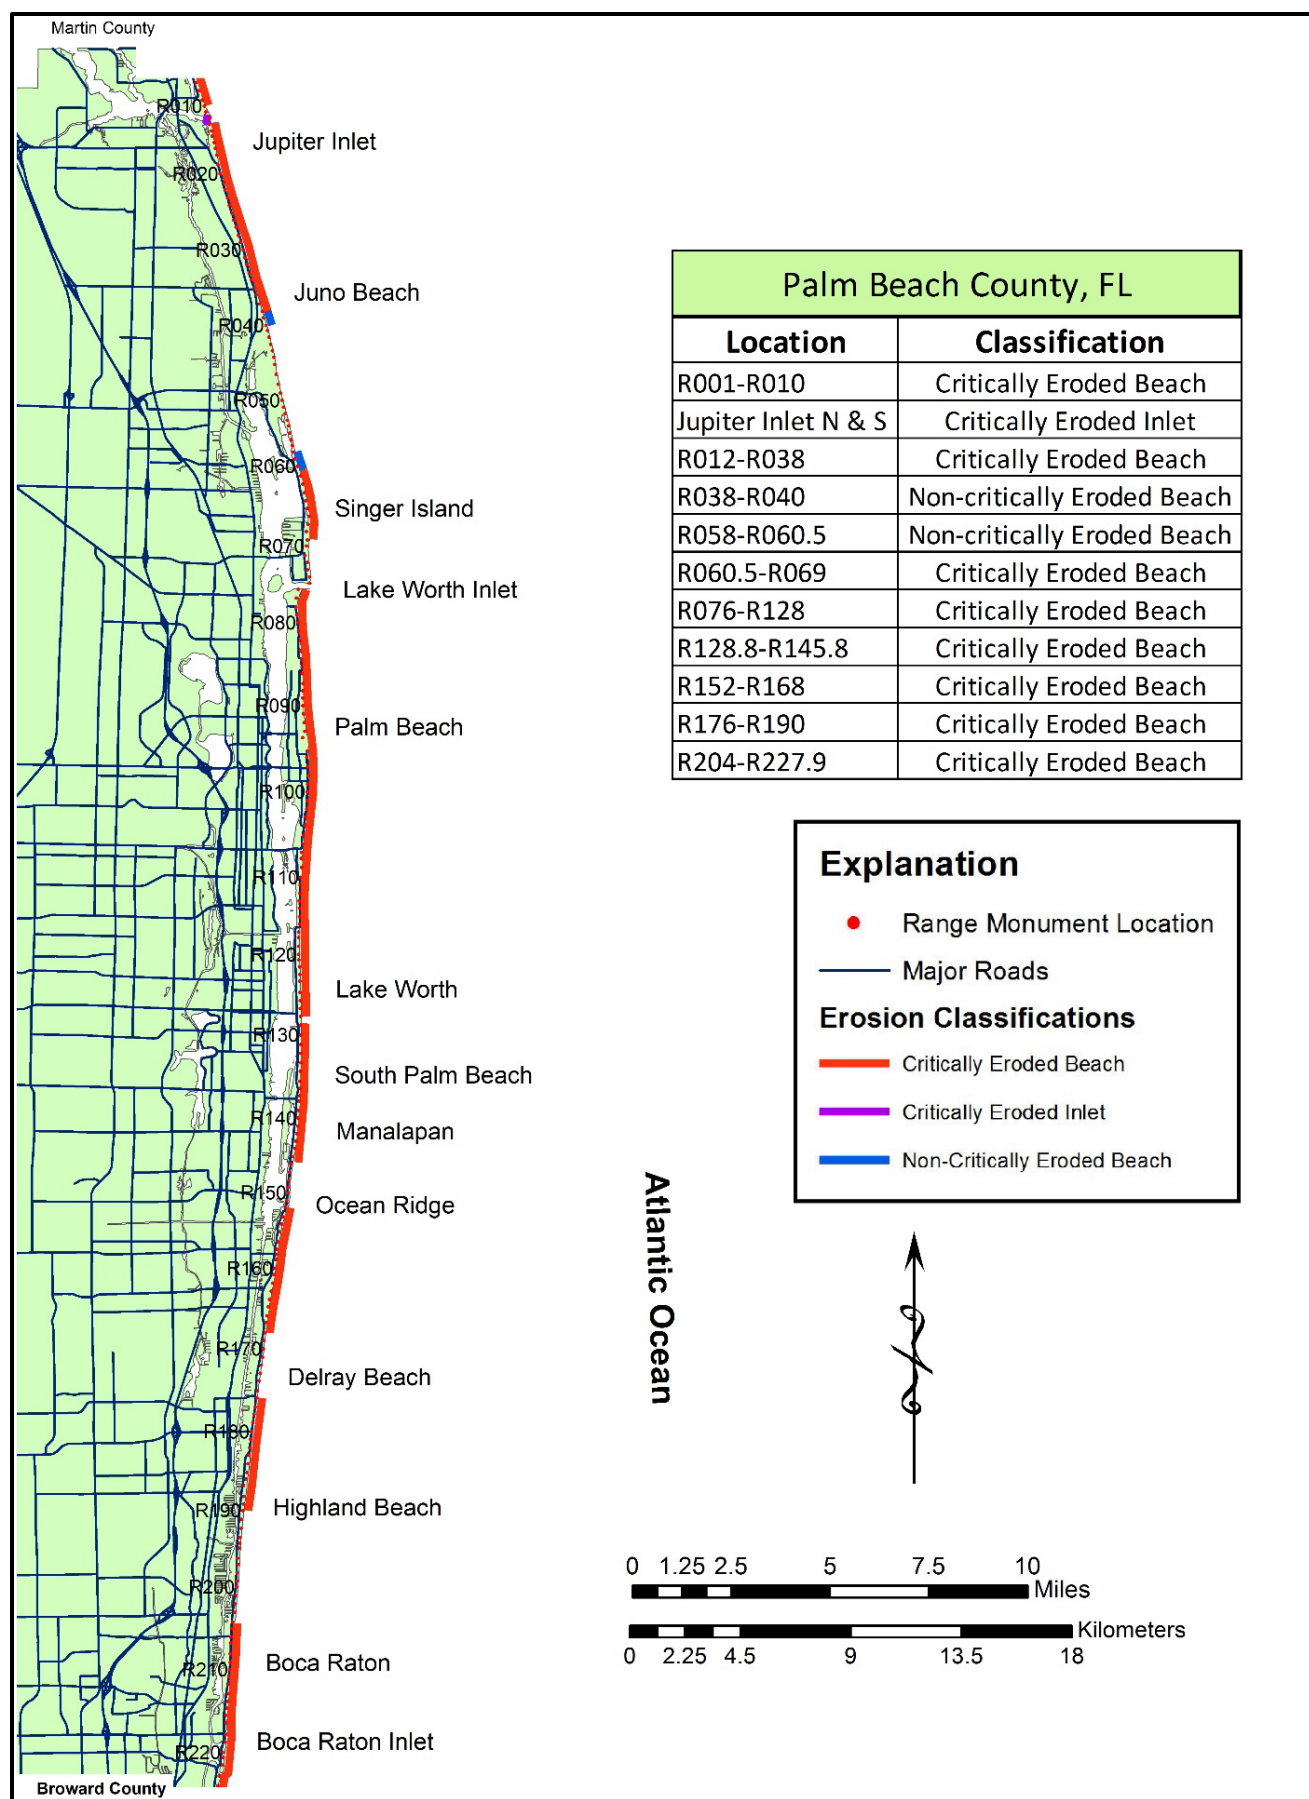 Martin County
R010
Jupiter Inlet
R020
R030
Juno Beach
R040
R050
R060
Singer Island
R070
Lake Worth Inlet
R080
R090
Palm Beach
R100
R110
R120
Lake Worth
R130
South Palm Beach
R140
Manalapan
R150
Ocean Ridge
R160
R170
Delray Beach
R180
Highland Beach
R190
R200
Boca Raton
R210
Boca Raton Inlet
R220
Broward County
Palm Beach County, FL
Location Classification
R001-R010 Critically Eroded Beach
Jupiter Inlet N & S Critically Eroded Inlet
R012-R038 Critically Eroded Beach
R038-R040 Non-critically Eroded Beach
R058-R060.5 Non-critically Eroded Beach
R060.5-R069 Critically Eroded Beach
R076-R128 Critically Eroded Beach
R128.8-R145.8 Critically Eroded Beach
R152-R168 Critically Eroded Beach
R176-R190 Critically Eroded Beach
R204-R227.9 Critically Eroded Beach
Explanation
Range Monument Location
Major Roads
Erosion Classifications
Critically Eroded Beach
Critically Eroded Inlet
Non-Critically Eroded Beach
Atlantic Ocean
N
0 1.25 2.5 5 7.5 10
Miles
Kilometers
0 2.25 4.5 9 13.5 18